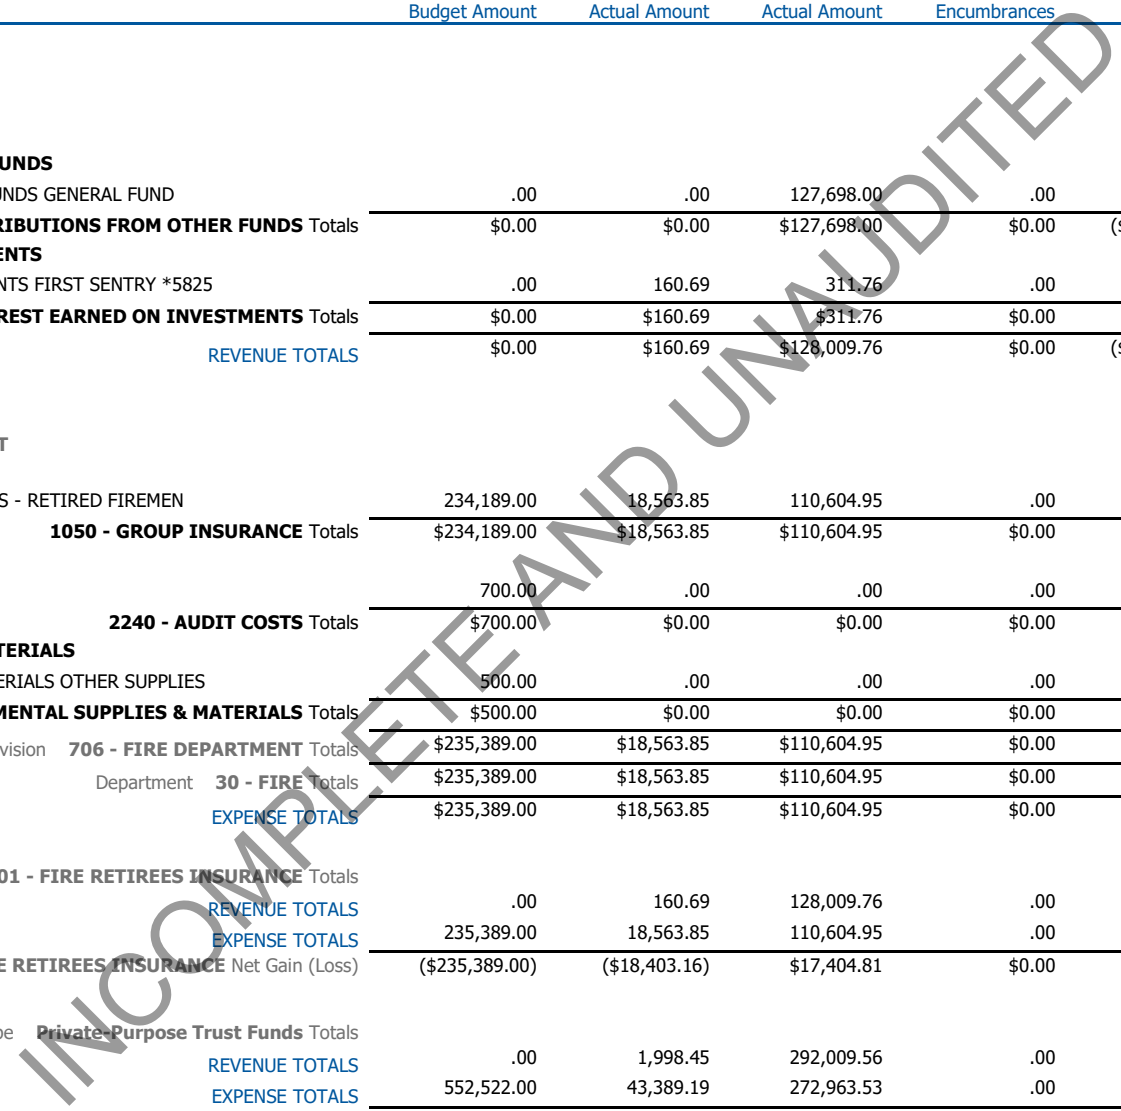 Budget Amount Actual Amount Actual Amount Encumbrances
UNDS
UNDS GENERAL FUND .00 .00 127,698.00 .00
RIBUTIONS FROM OTHER FUNDS Totals $0.00 $0.00 $127,698.00 $0.00 ($
ENTS
NTS FIRST SENTRY *5825 .00 160.69 311.76 .00
REST EARNED ON INVESTMENTS Totals $0.00 $160.69 $311.76 $0.00
REVENUE TOTALS $0.00 $160.69 $128,009.76 $0.00 ($
T
S - RETIRED FIREMEN 234,189.00 18,563.85 110,604.95 .00
1050 - GROUP INSURANCE Totals $234,189.00 $18,563.85 $110,604.95 $0.00
700.00 .00 .00 .00
2240 - AUDIT COSTS Totals $700.00 $0.00 $0.00 $0.00
TERIALS
ERIALS OTHER SUPPLIES 500.00 .00 .00 .00
MENTAL SUPPLIES & MATERIALS Totals $500.00 $0.00 $0.00 $0.00
vision 706 - FIRE DEPARTMENT Totals $235,389.00 $18,563.85 $110,604.95 $0.00
Department 30 - FIRE Totals $235,389.00 $18,563.85 $110,604.95 $0.00
EXPENSE TOTALS $235,389.00 $18,563.85 $110,604.95 $0.00
01 - FIRE RETIREES INSURANCE Totals
REVENUE TOTALS .00 160.69 128,009.76 .00
EXPENSE TOTALS 235,389.00 18,563.85 110,604.95 .00
E RETIREES INSURANCE Net Gain (Loss) ($235,389.00) ($18,403.16) $17,404.81 $0.00
pe Private-Purpose Trust Funds Totals
REVENUE TOTALS .00 1,998.45 292,009.56 .00
EXPENSE TOTALS 552,522.00 43,389.19 272,963.53 .00
INCOMPLETE AND UNAUDITED